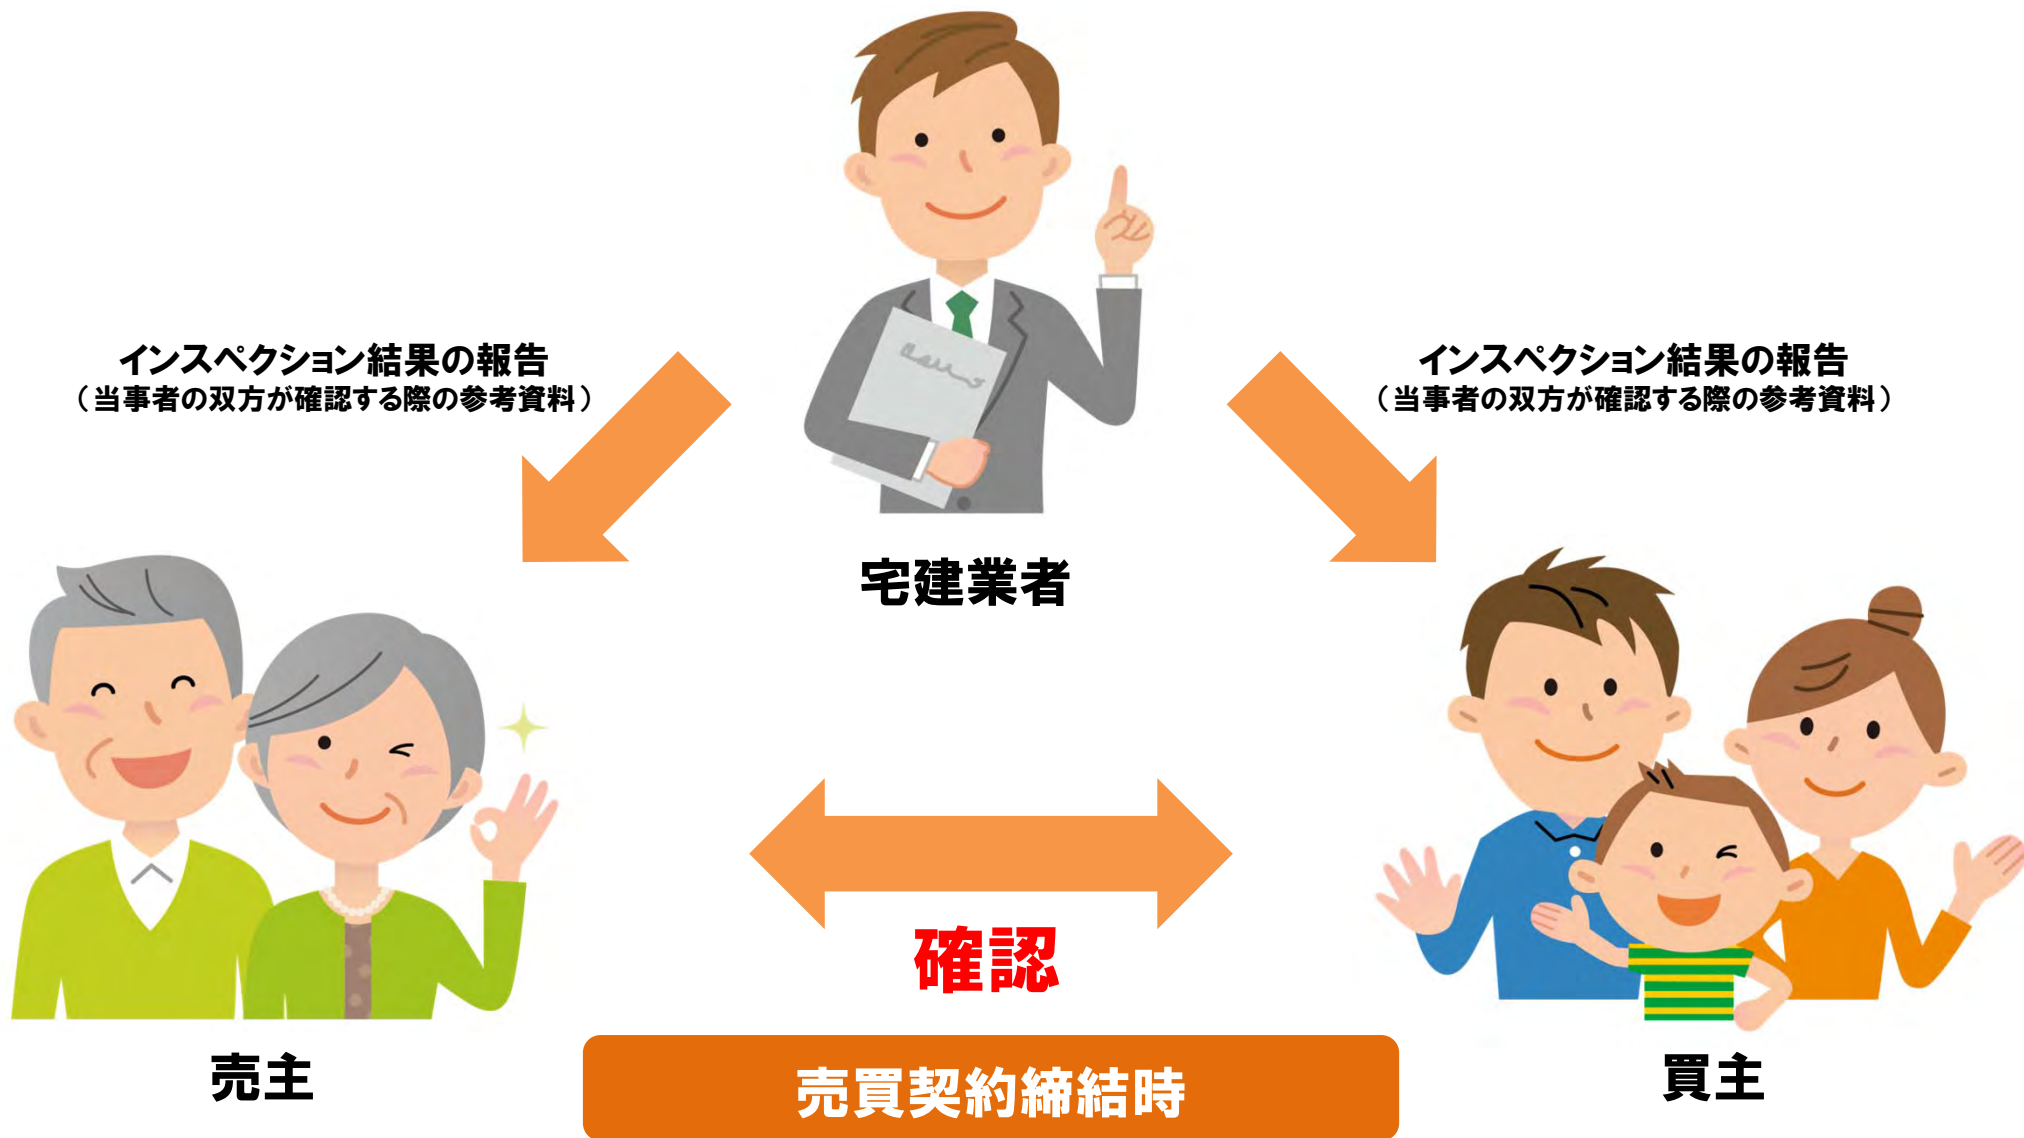 インスペクション結果の報告
（当事者の双方が確認する際の参考資料）
インスペクション結果の報告
（当事者の双方が確認する際の参考資料）
宅建業者
確認
売主
売買契約締結時
買主